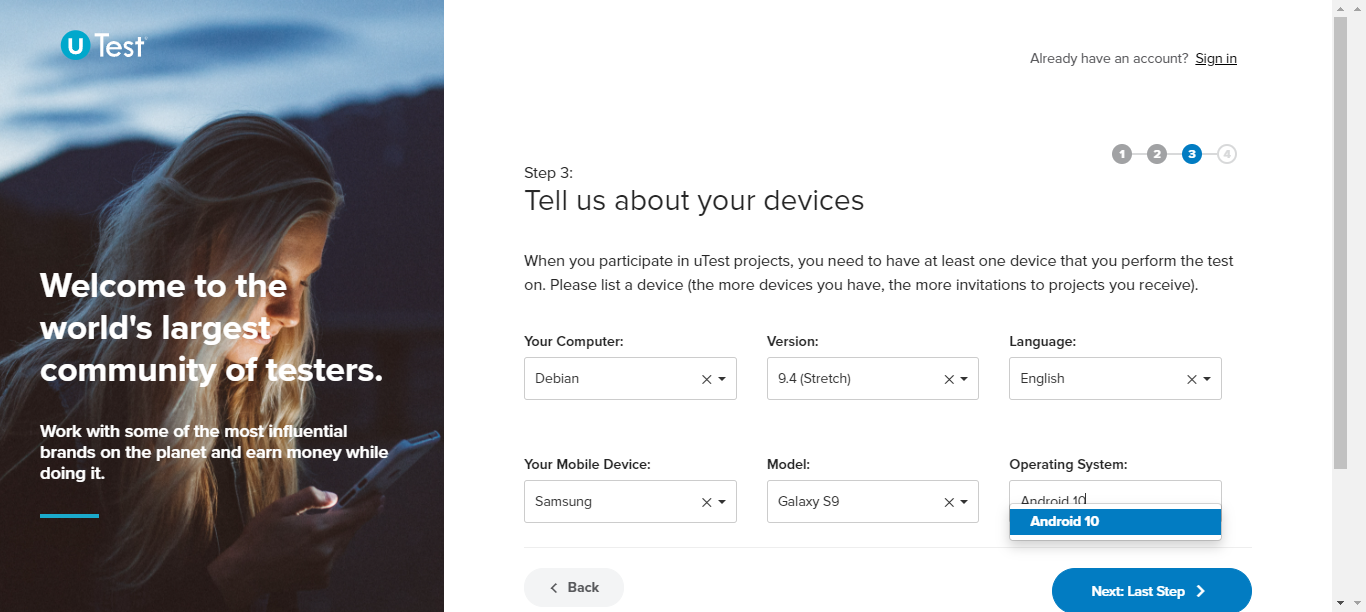 U Test
Already have an account? Sign in
1 2 3 4
Step 3:
Tell us about your devices
When you participate in uTest projects, you need to have at least one device that you perform the test
on. Please list a device (the more devices you have, the more invitations to projects you receive).
Welcome to the
world's largest
community of testers.
Work with some of the most influential
brands on the planet and earn money while
doing it.
Your Computer: Version: Language:
Debian 9.4 (Stretch) English
Your Mobile Device: Model: Operating System:
Samsung Galaxy S9 Android 10
Android 10
Back Next: Last Step